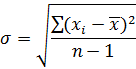 σ = √(∑(xᵢ − x̅)² / (n − 1))